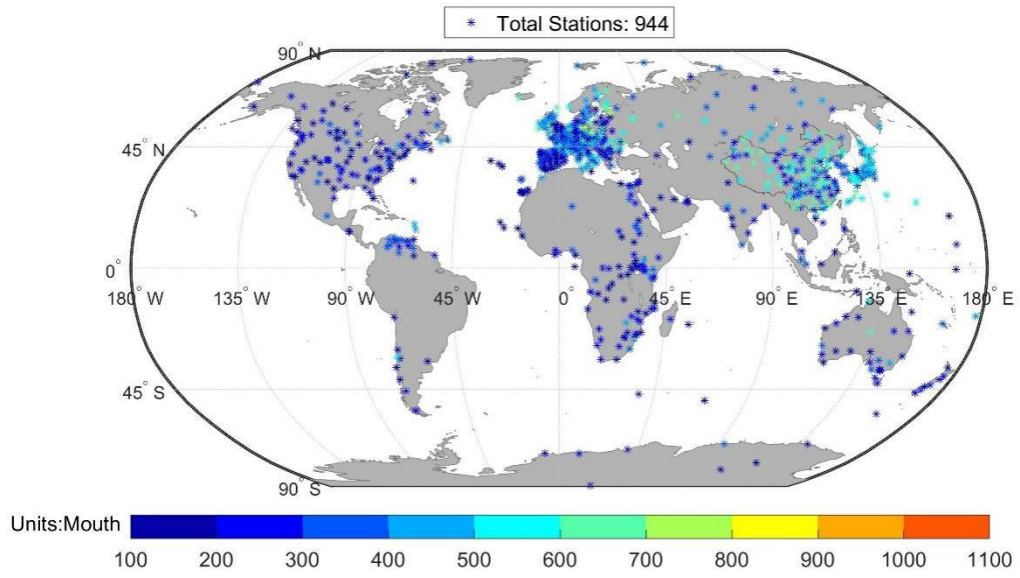 Total Stations: 944
90° N
45° N
0°
180° W 135° W 90° W 45° W 0° 45° E 90° E 135° E 180° E
45° S
90° S
Units:Mouth
100 200 300 400 500 600 700 800 900 1000 1100